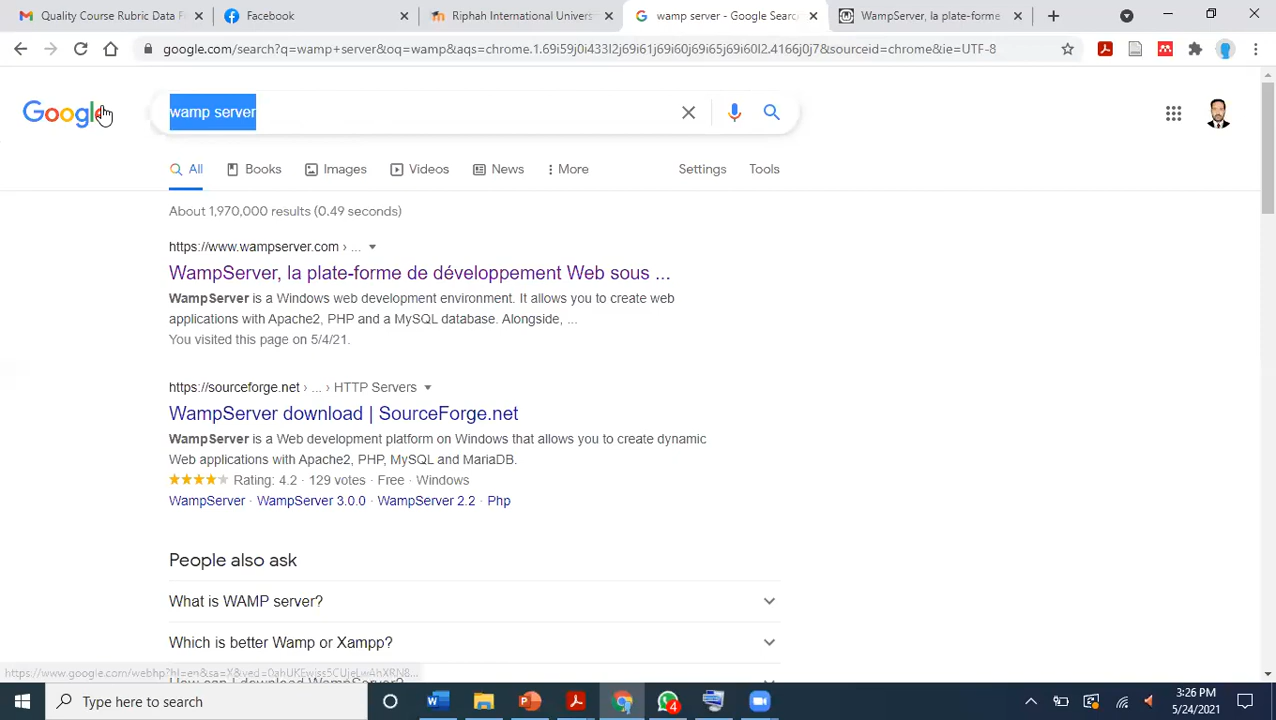 Quality Course Rubric Data Fi
Facebook
Riphah International Universi
wamp server - Google Search
WampServer, la plate-forme
google.com/search?q=wamp+server&oq=wamp&aqs=chrome.1.69i59j0i433l2j69i61j69i60j69i65j69i60l2.4166j0j7&sourceid=chrome&ie=UTF-8
Google
wamp server
All Books Images Videos News More Settings Tools
About 1,970,000 results (0.49 seconds)
https://www.wampserver.com › ...
WampServer, la plate-forme de développement Web sous ...
WampServer is a Windows web development environment. It allows you to create web
applications with Apache2, PHP and a MySQL database. Alongside, ...
You visited this page on 5/4/21.
https://sourceforge.net › ... › HTTP Servers
WampServer download | SourceForge.net
WampServer is a Web development platform on Windows that allows you to create dynamic
Web applications with Apache2, PHP, MySQL and MariaDB.
Rating: 4.2 · 129 votes · Free · Windows
WampServer · WampServer 3.0.0 · WampServer 2.2 · Php
People also ask
What is WAMP server?
Which is better Wamp or Xampp?
How can I download WampServer?
Type here to search
4
3:26 PM
5/24/2021